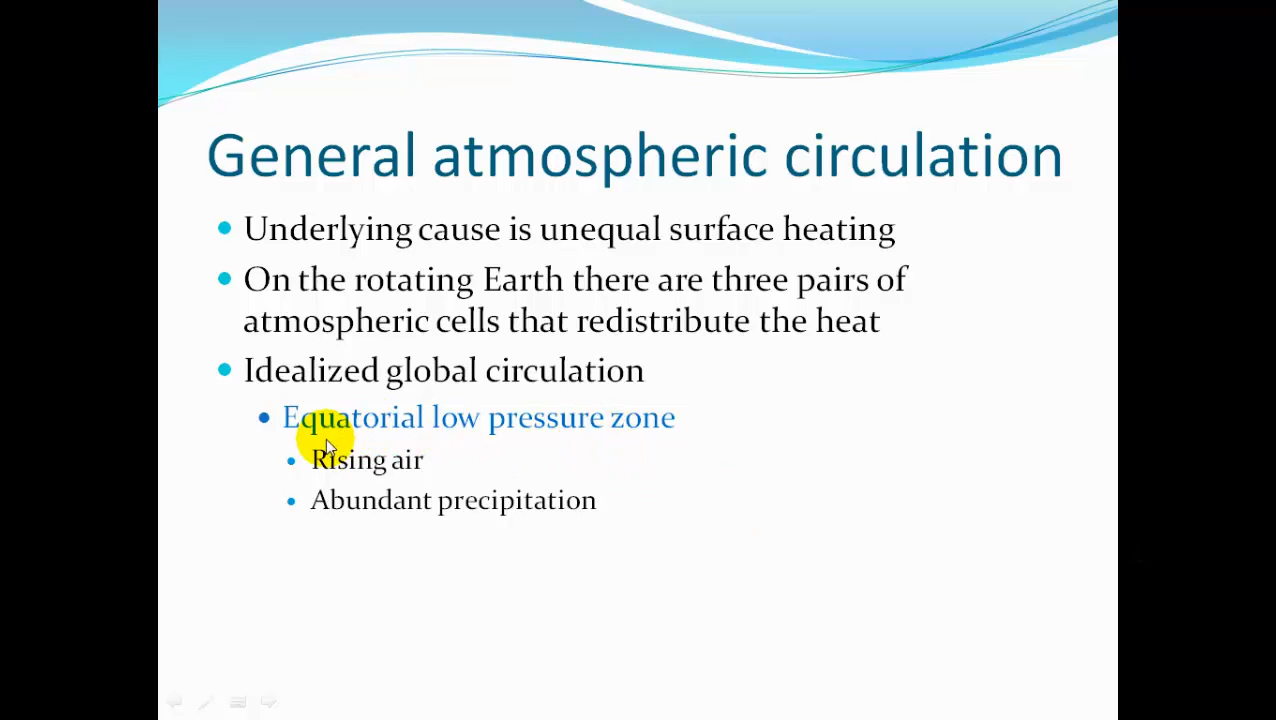 General atmospheric circulation
Underlying cause is unequal surface heating
On the rotating Earth there are three pairs of
atmospheric cells that redistribute the heat
Idealized global circulation
Equatorial low pressure zone
Rising air
Abundant precipitation